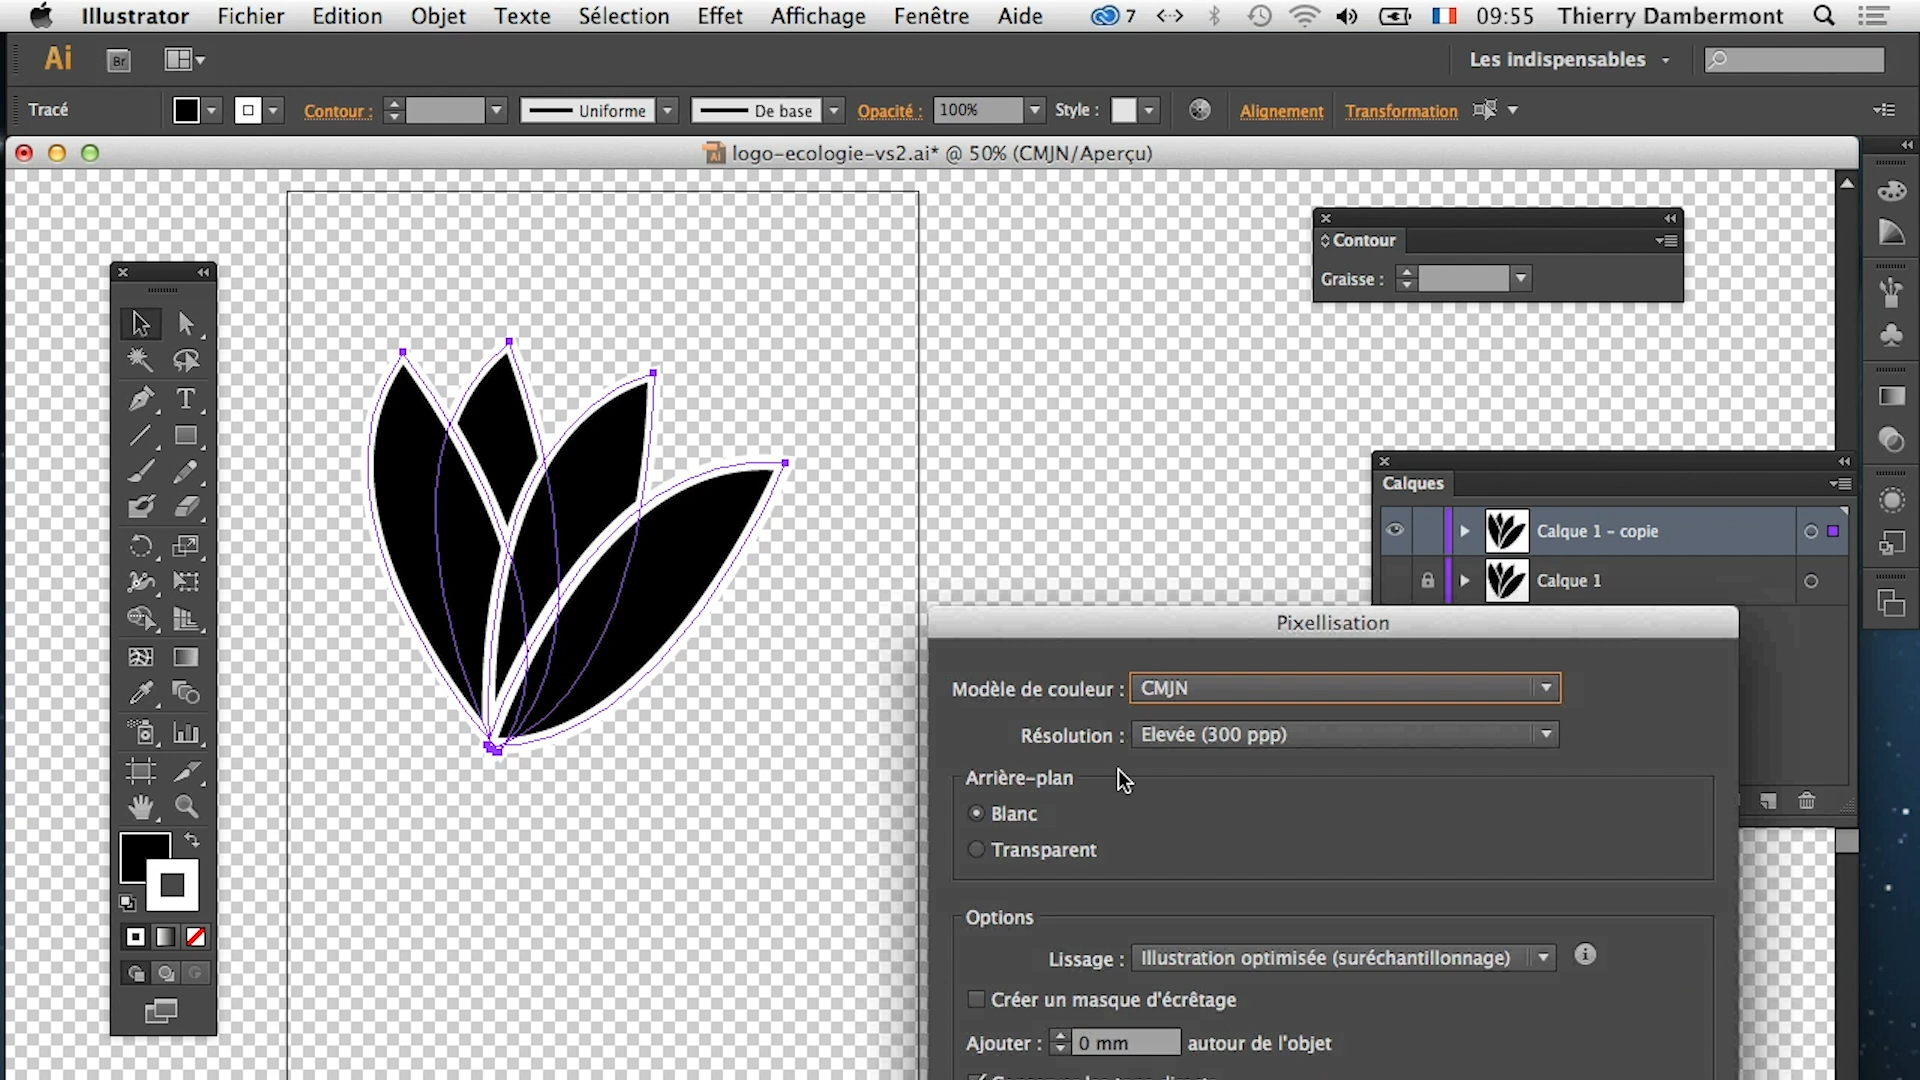 Illustrator Fichier Edition Objet Texte Sélection Effet Affichage Fenêtre Aide 7 09:55 Thierry Dambermont
Ai Br Les indispensables
Tracé Contour : Uniforme De base Opacité : 100% Style : Alignement Transformation
logo-ecologie-vs2.ai* @ 50% (CMJN/Aperçu)
Contour
Graisse :
Calques
Calque 1 - copie
Calque 1
Pixellisation
Modèle de couleur : CMJN
Résolution : Elevée (300 ppp)
Arrière-plan
Blanc
Transparent
Options
Lissage : Illustration optimisée (suréchantillonnage)
Créer un masque d'écrêtage
Ajouter : 0 mm autour de l'objet